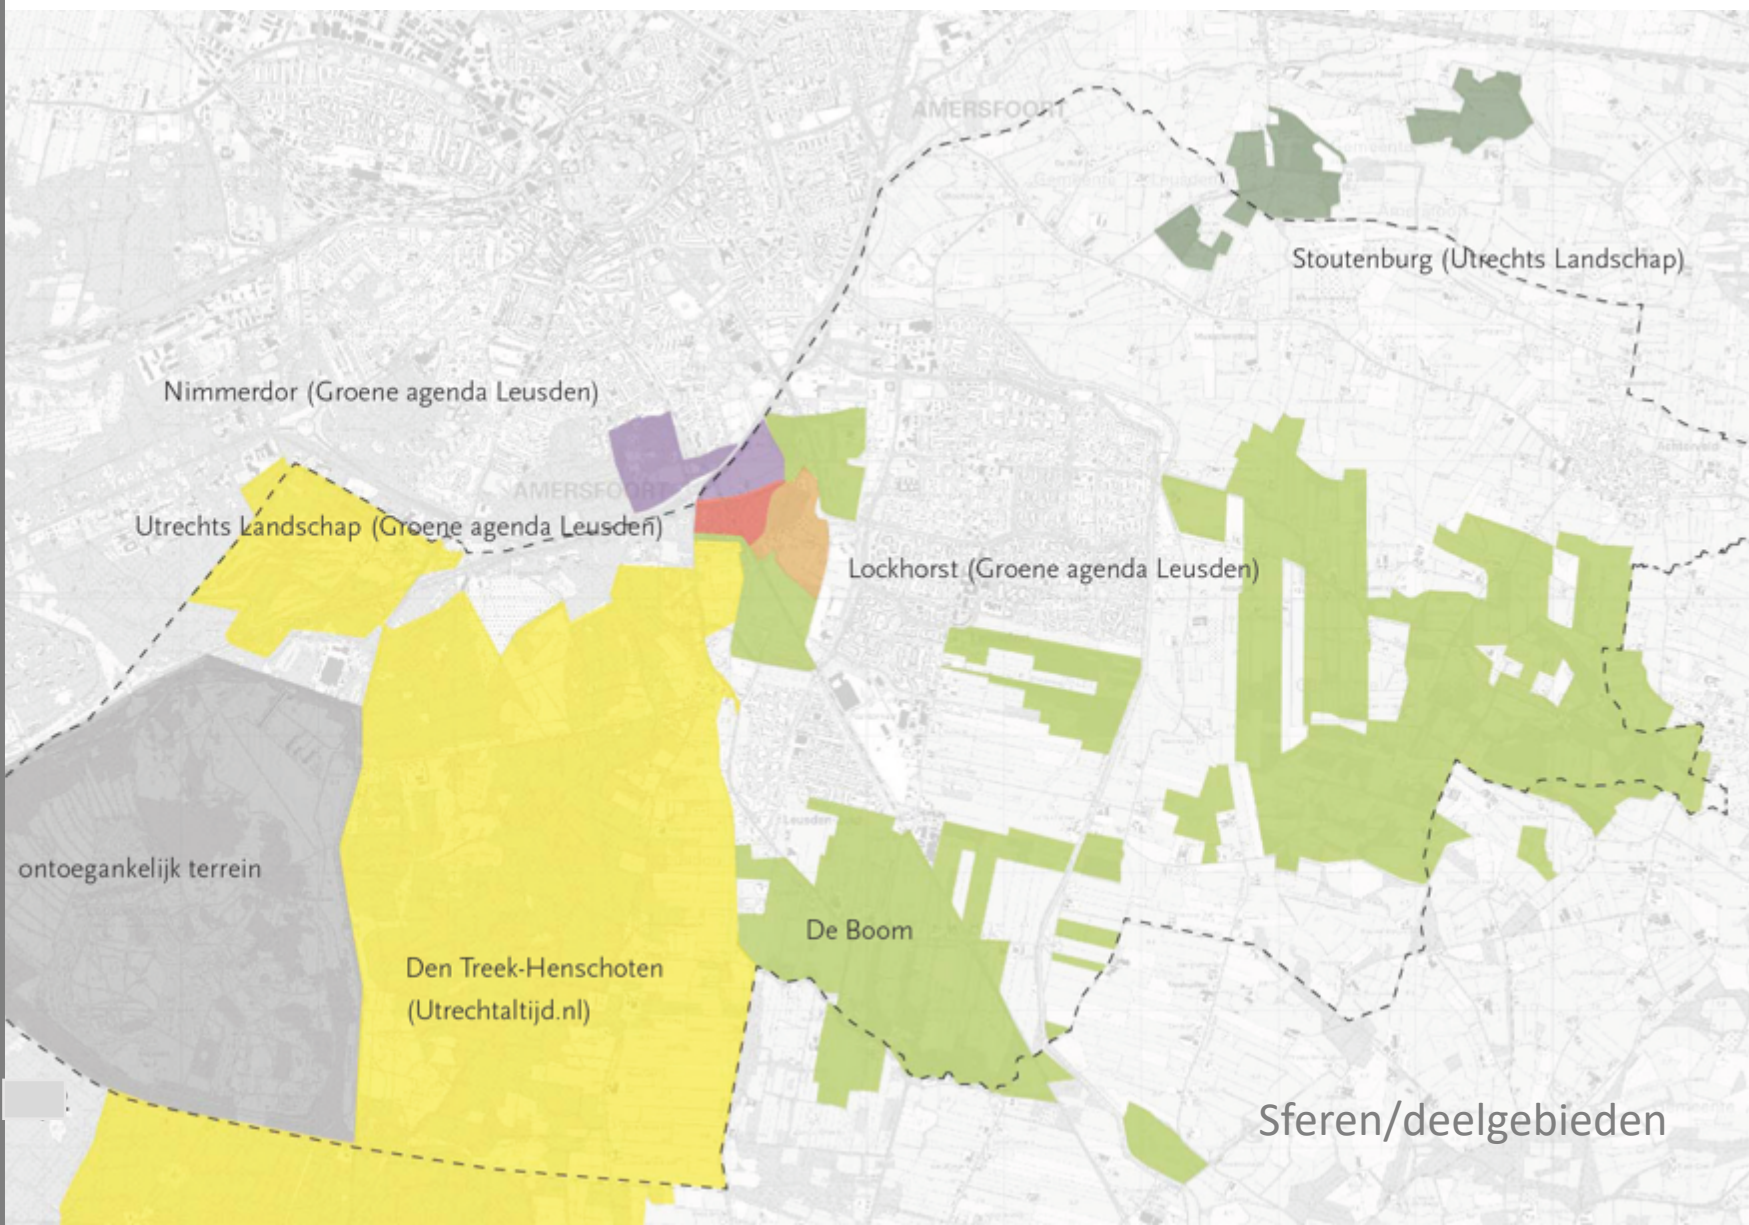 AMERSFOORT
Stoutenburg (Utrechts Landschap)
Nimmerdor (Groene agenda Leusden)
AMERSFOORT
Utrechts Landschap (Groene agenda Leusden)
Lockhorst (Groene agenda Leusden)
Leusden
ontoegankelijk terrein
De Boom
Den Treek-Henschoten
(Utrechtaltijd.nl)
Sferen/deelgebieden